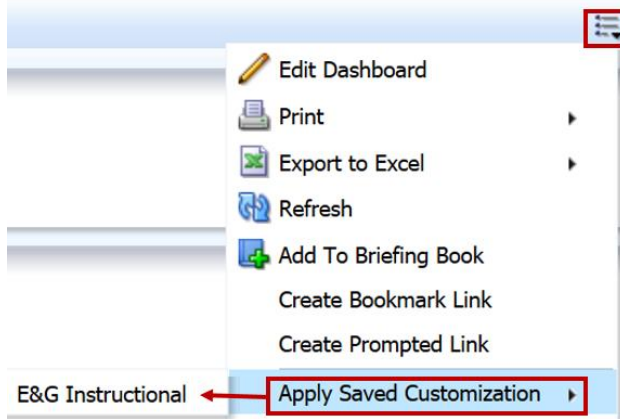 Edit Dashboard
Print
Export to Excel
Refresh
Add To Briefing Book
Create Bookmark Link
Create Prompted Link
E&G Instructional Apply Saved Customization